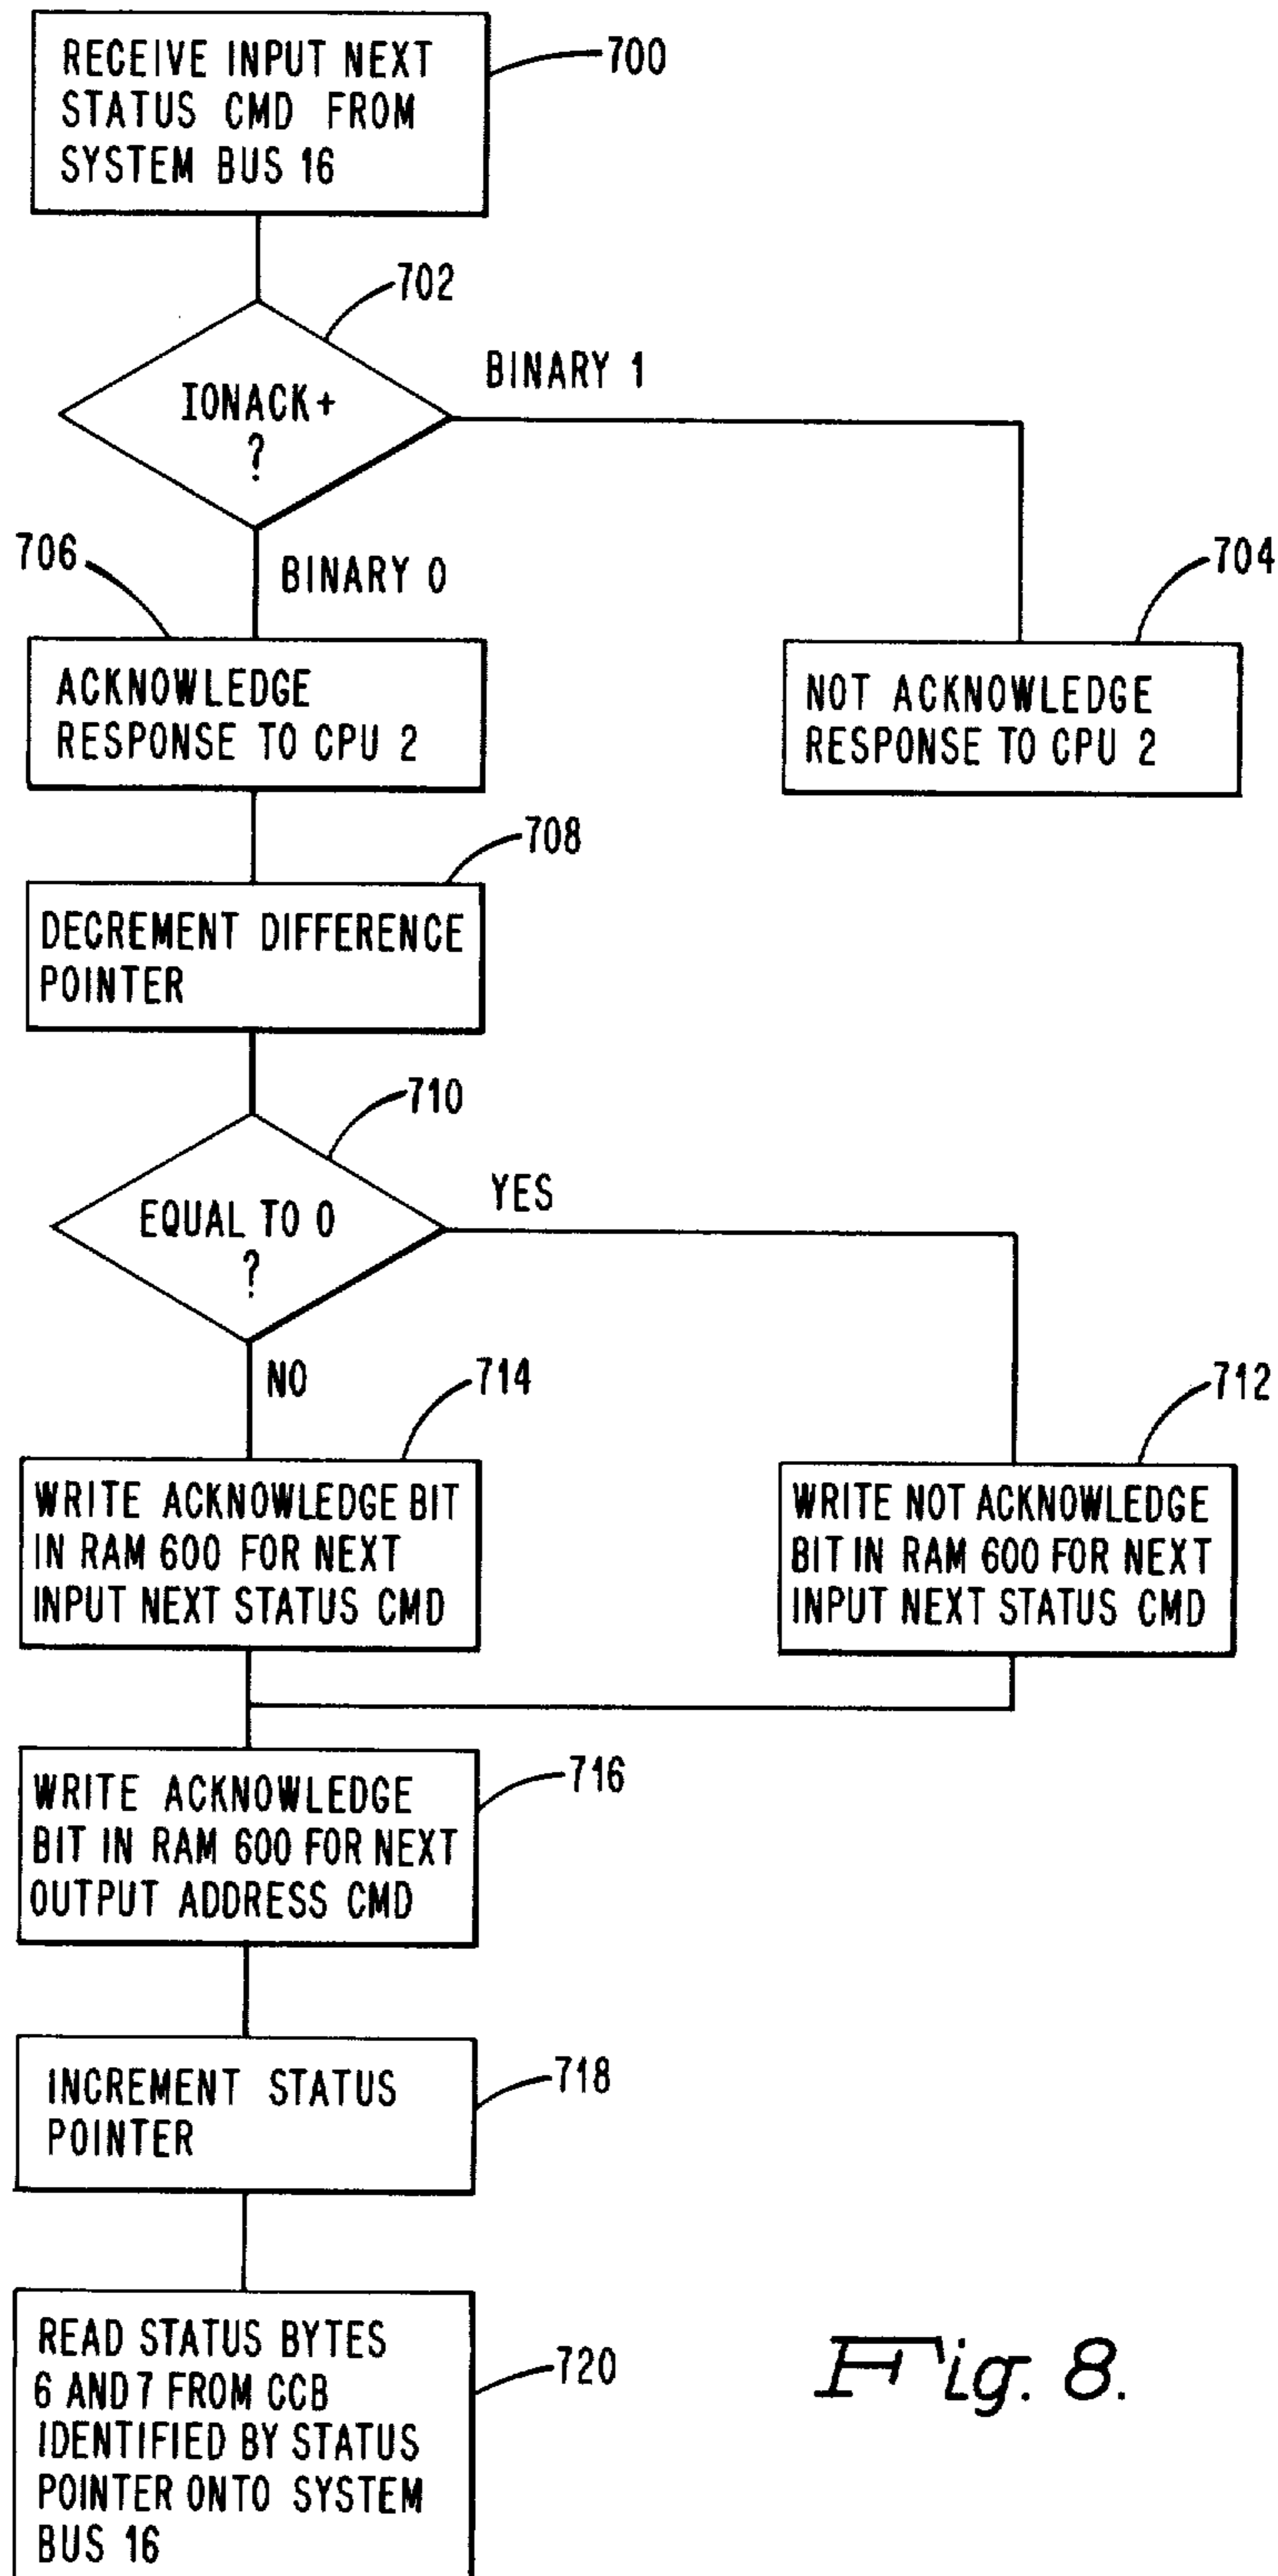 RECEIVE INPUT NEXT
STATUS CMD FROM
SYSTEM BUS 16
700
702
IONACK+
?
BINARY 1
BINARY 0
706
ACKNOWLEDGE
RESPONSE TO CPU 2
704
NOT ACKNOWLEDGE
RESPONSE TO CPU 2
708
DECREMENT DIFFERENCE
POINTER
710
EQUAL TO 0
?
YES
NO
714
WRITE ACKNOWLEDGE BIT
IN RAM 600 FOR NEXT
INPUT NEXT STATUS CMD
712
WRITE NOT ACKNOWLEDGE
BIT IN RAM 600 FOR NEXT
INPUT NEXT STATUS CMD
WRITE ACKNOWLEDGE
BIT IN RAM 600 FOR NEXT
OUTPUT ADDRESS CMD
716
INCREMENT STATUS
POINTER
718
READ STATUS BYTES
6 AND 7 FROM CCB
IDENTIFIED BY STATUS
POINTER ONTO SYSTEM
BUS 16
720
Fig. 8.